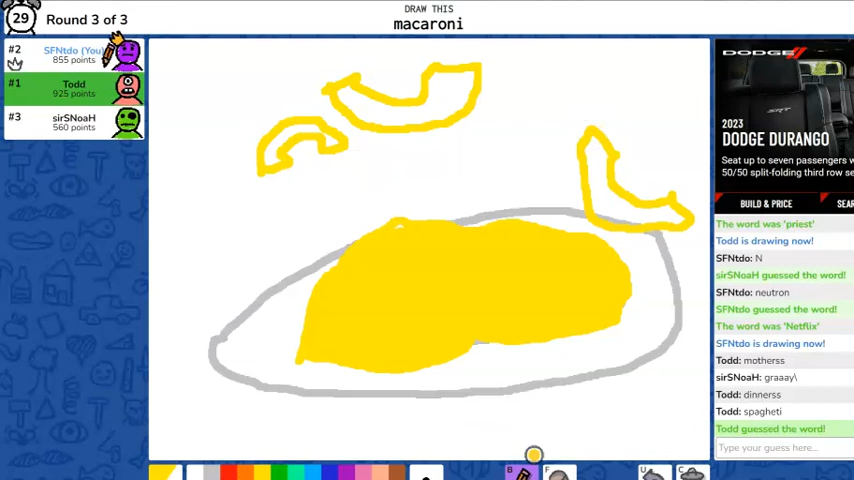 29 Round 3 of 3
DRAW THIS
macaroni
#2 SFNtdo (You)
855 points
#1 Todd
925 points
#3 sirSNoaH
560 points
DODGE
SRT
2023
DODGE DURANGO
Seat up to seven passengers w
50/50 split-folding third row se
BUILD & PRICE SEAR
The word was 'priest'
Todd is drawing now!
SFNtdo: N
sirSNoaH guessed the word!
SFNtdo: neutron
SFNtdo guessed the word!
The word was 'Netflix'
SFNtdo is drawing now!
Todd: motherss
sirSNoaH: graaay\
Todd: dinnerss
Todd: spagheti
Todd guessed the word!
Type your guess here...
B F U C